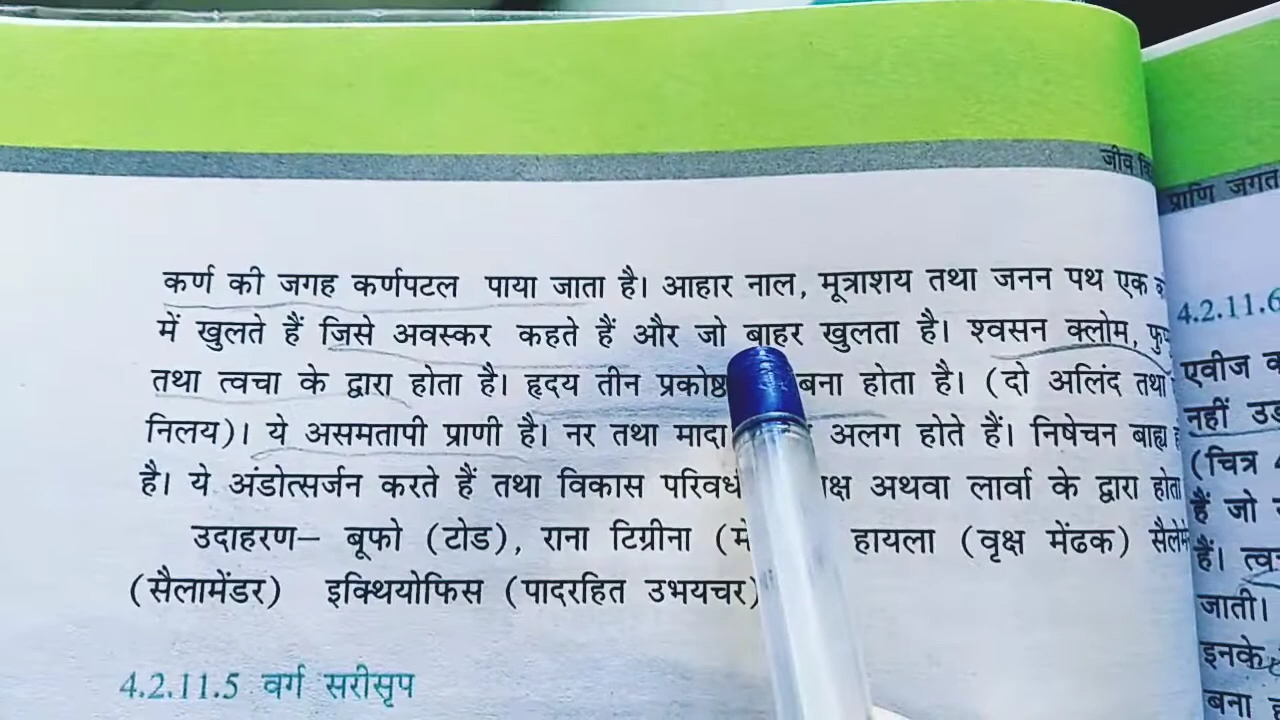 जीव
प्राणि जगत
कर्ण की जगह कर्णपटल पाया जाता है। आहार नाल, मूत्राशय तथा जनन पथ एक
में खुलते हैं जिसे अवस्कर कहते हैं और जो बाहर खुलता है। श्वसन क्लोम,
तथा त्वचा के द्वारा होता है। हृदय तीन प्रकोष्ठ बना होता है। (दो अलिंद तथा
निलय)। ये असमतापी प्राणी है। नर तथा मादा अलग होते हैं। निषेचन बाह्य
है। ये अंडोत्सर्जन करते हैं तथा विकास अथवा लार्वा के द्वारा होता
उदाहरण– बूफो (टोड), राना टिग्रीना हायला (वृक्ष मेंढक)
(सैलामेंडर) इक्थियोफिस (पादरहित उभयचर)
4.2.11.5 वर्ग सरीसृप
4.2.11.6
एवीज
नहीं
(चित्र
हैं जो
हैं।
जाती।
इनके
बना